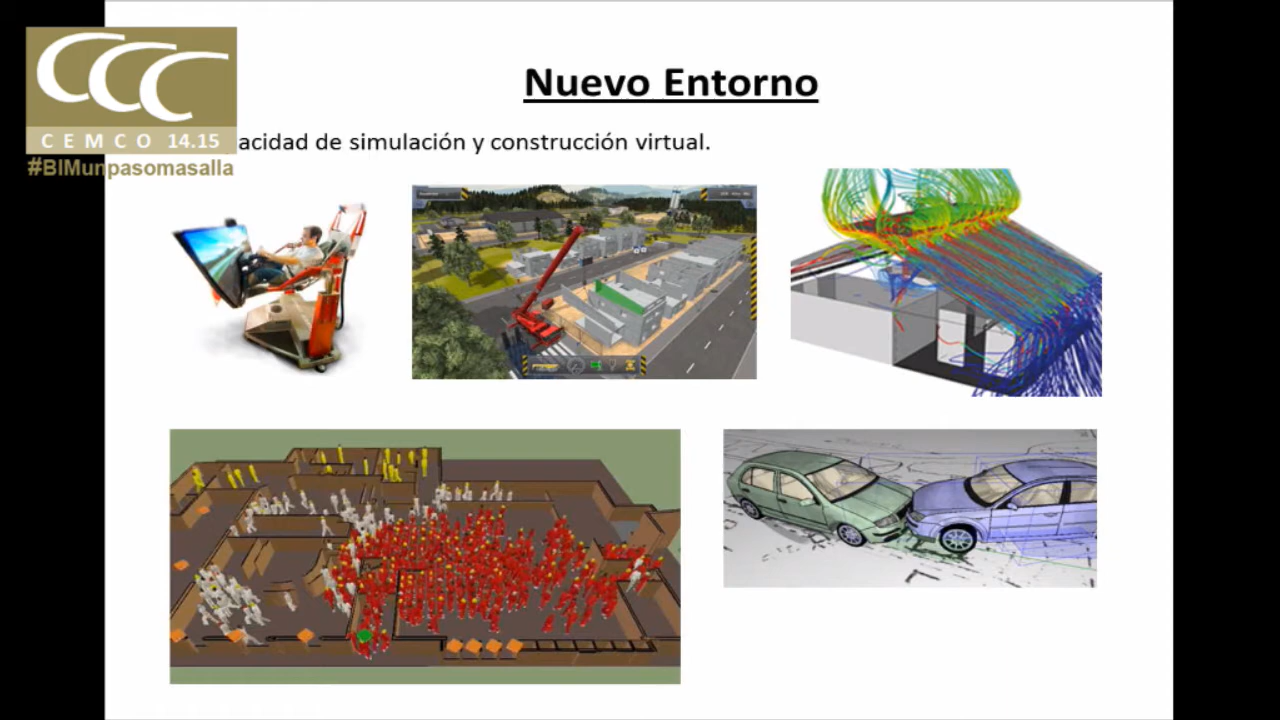 CCC
CEMCO 14.15
#BIMunpasomasalla
Nuevo Entorno
acidad de simulación y construcción virtual.